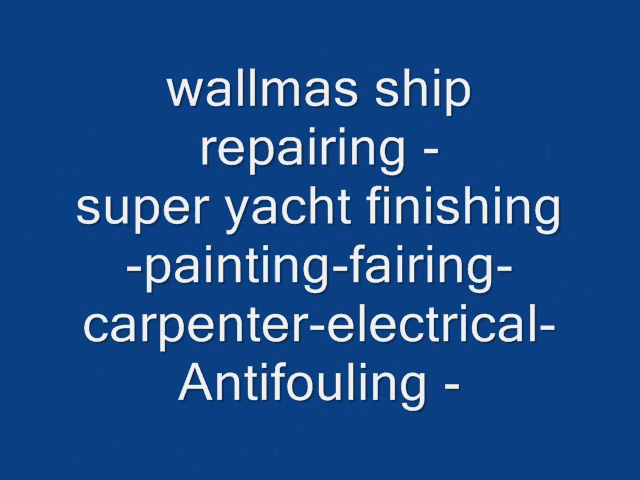 wallmas ship
repairing -
super yacht finishing
-painting-fairing-
carpenter-electrical-
Antifouling -